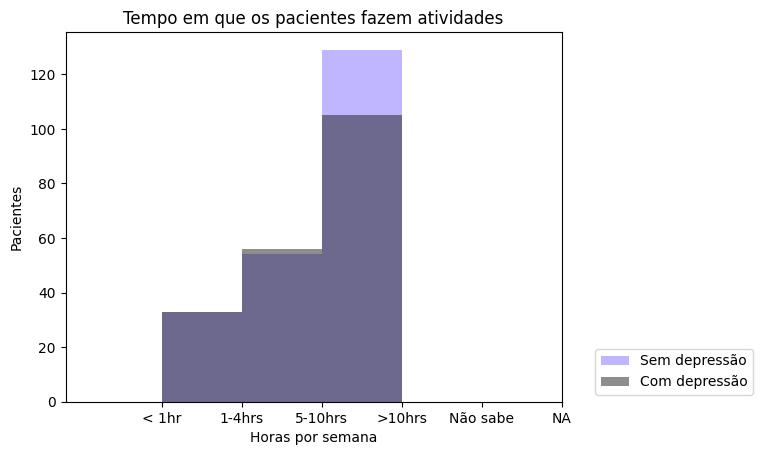 Tempo em que os pacientes fazem atividades
120
100
80
60
40
20
0
Pacientes
< 1hr 1-4hrs 5-10hrs >10hrs Não sabe NA
Horas por semana
Sem depressão
Com depressão